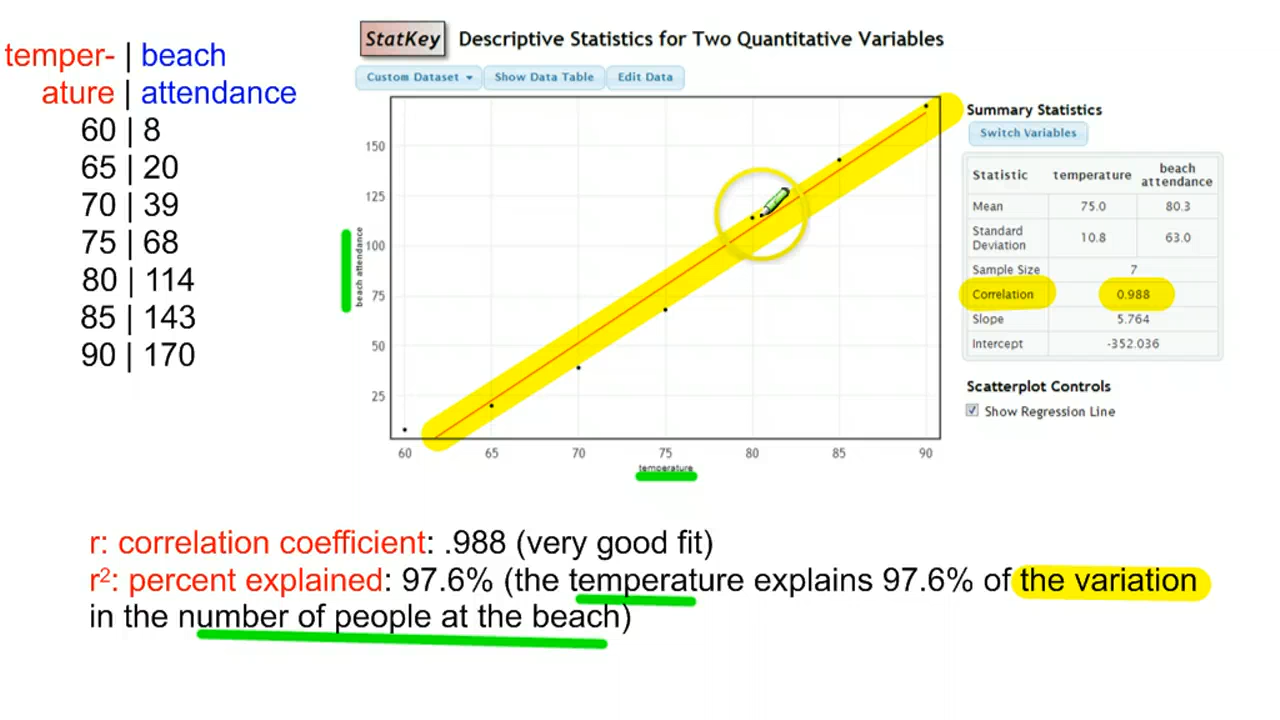 temper- | beach
ature | attendance
60 | 8
65 | 20
70 | 39
75 | 68
80 | 114
85 | 143
90 | 170
StatKey Descriptive Statistics for Two Quantitative Variables
Custom Dataset Show Data Table Edit Data
150
125
100
75
50
25
beach attendance
60 65 70 75 80 85 90
temperature
Summary Statistics
Switch Variables
Statistic temperature beach attendance
Mean 75.0 80.3
Standard Deviation 10.8 63.0
Sample Size 7
Correlation 0.988
Slope 5.764
Intercept -352.036
Scatterplot Controls
Show Regression Line
r: correlation coefficient: .988 (very good fit)
r²: percent explained: 97.6% (the temperature explains 97.6% of the variation
in the number of people at the beach)